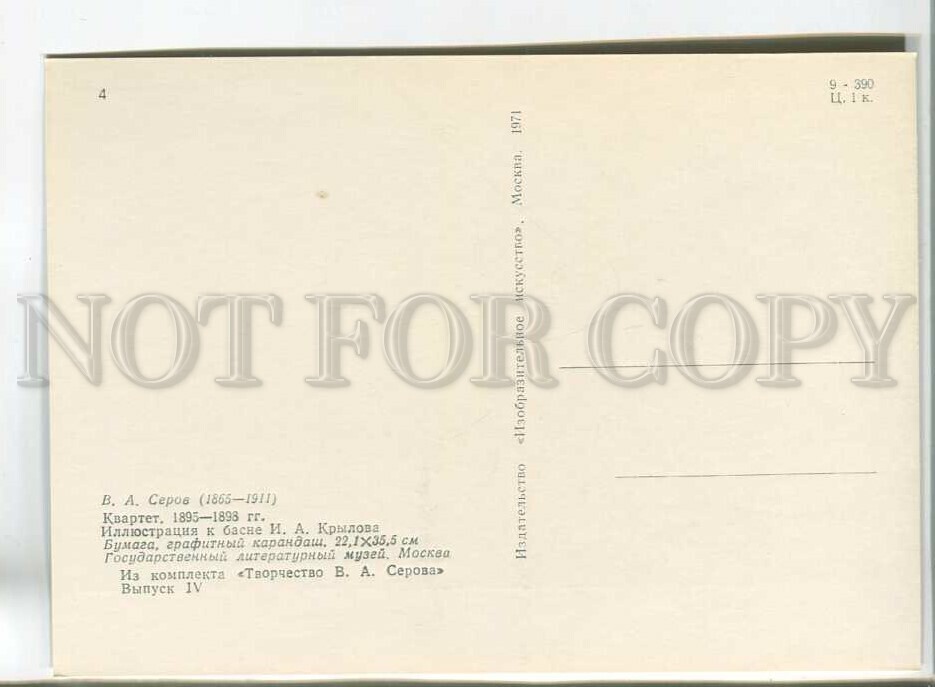 4
9 - 390
Ц. 1 к.
Издательство «Изобразительное искусство». Москва. 1971
NOT FOR COPY
В. А. Серов (1865—1911)
Квартет. 1895—1898 гг.
Иллюстрация к басне И. А. Крылова
Бумага, графитный карандаш. 22,1×35,5 см
Государственный литературный музей. Москва
Из комплекта «Творчество В. А. Серова»
Выпуск IV